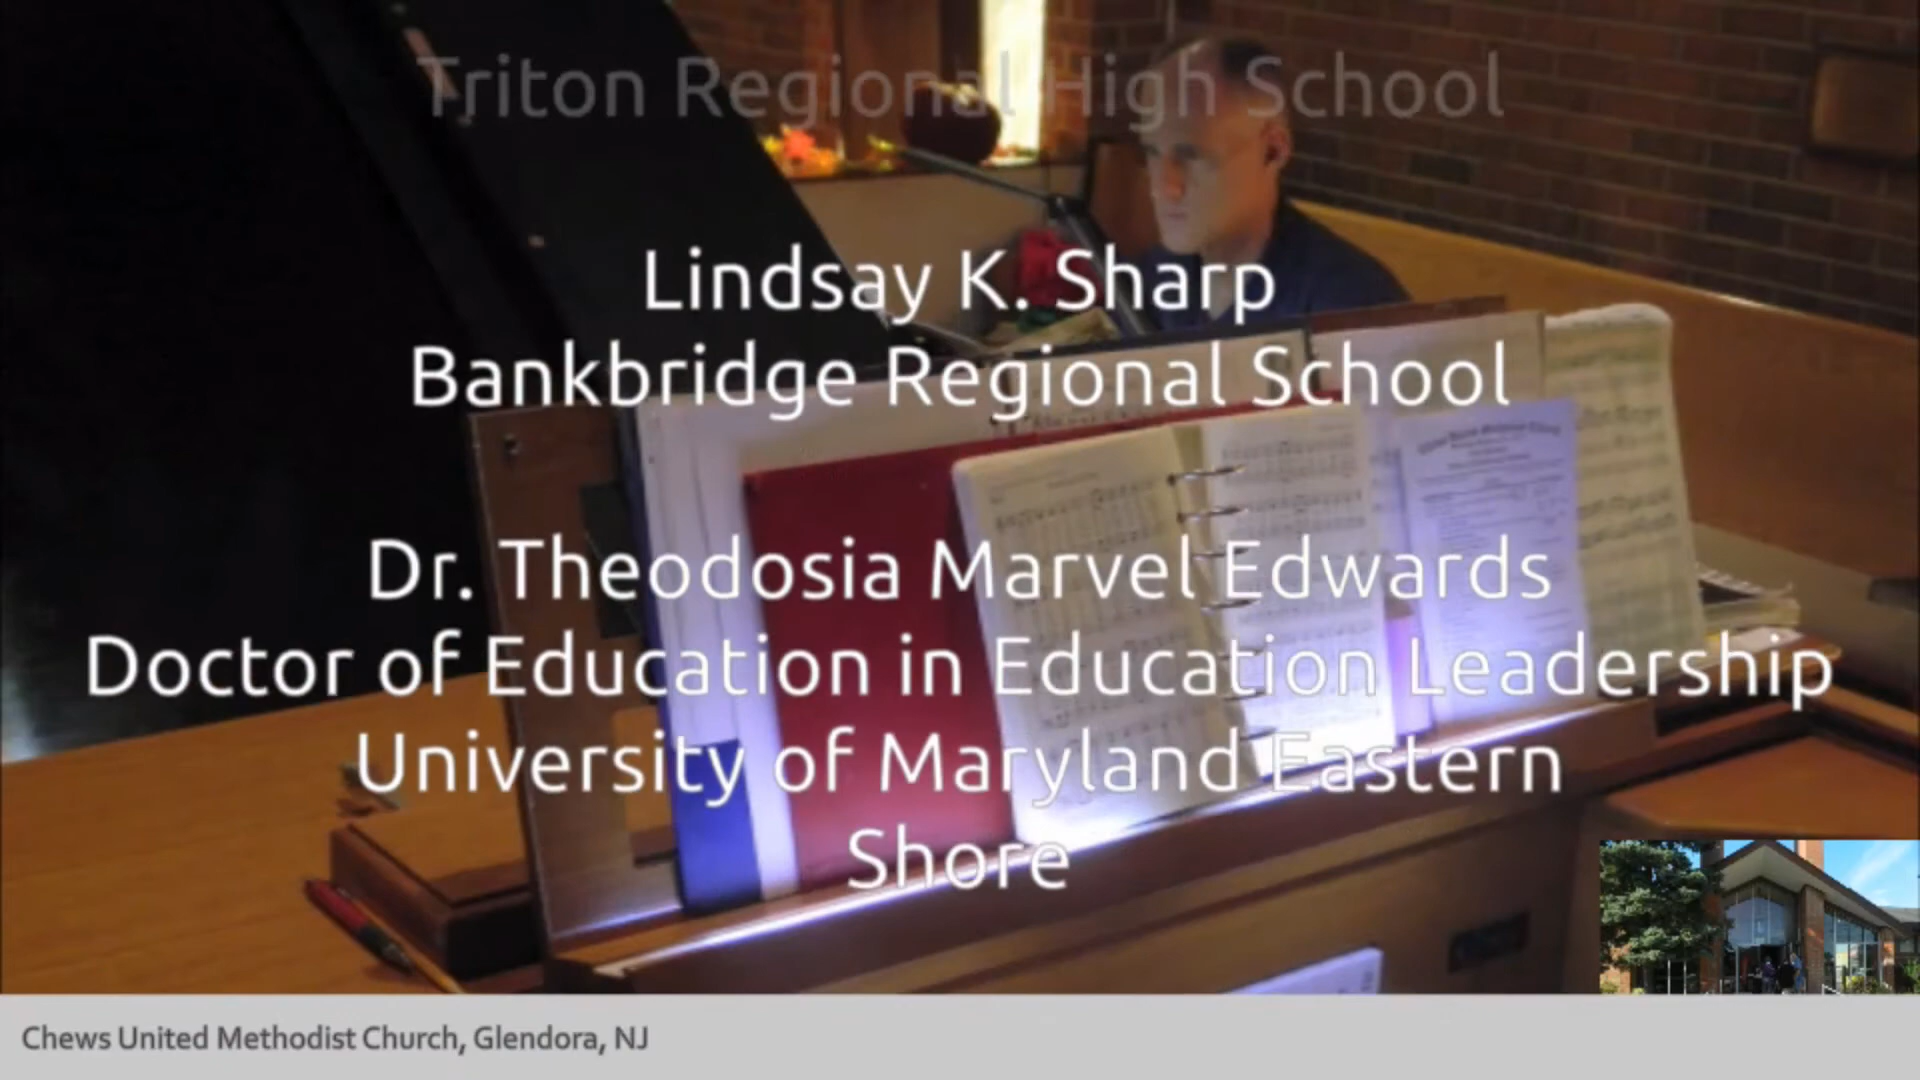 Triton Regional High School
Lindsay K. Sharp
Bankbridge Regional School
Dr. Theodosia Marvel Edwards
Doctor of Education in Education Leadership
University of Maryland Eastern
Shore
Chews United Methodist Church, Glendora, NJ